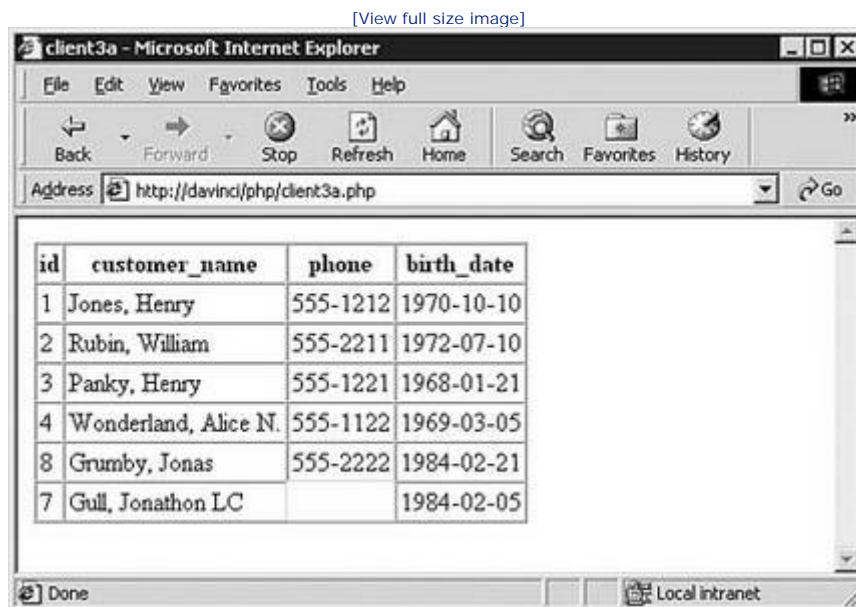 [View full size image]
client3a - Microsoft Internet Explorer
File Edit View Favorites Tools Help
Back Forward Stop Refresh Home Search Favorites History »
Address http://davinci/php/client3a.php Go
id customer_name phone birth_date
1 Jones, Henry 555-1212 1970-10-10
2 Rubin, William 555-2211 1972-07-10
3 Panky, Henry 555-1221 1968-01-21
4 Wonderland, Alice N. 555-1122 1969-03-05
8 Grumby, Jonas 555-2222 1984-02-21
7 Gull, Jonathon LC 1984-02-05
Done Local intranet